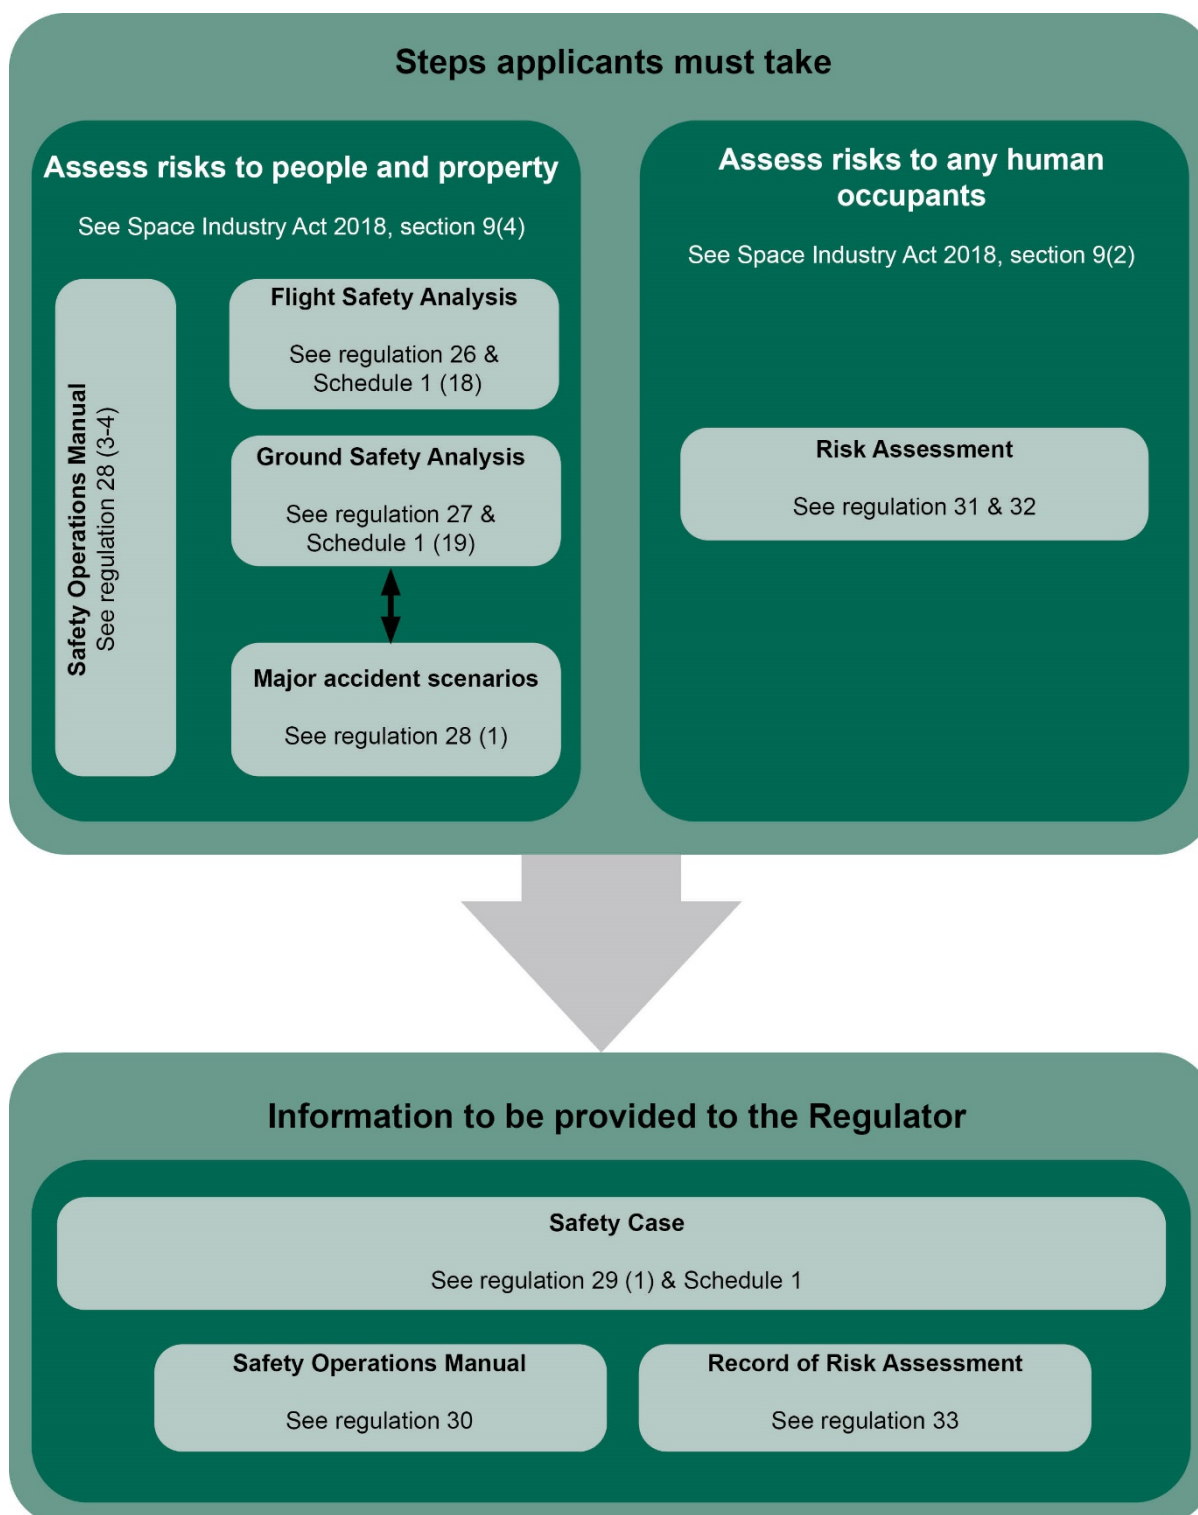 Steps applicants must take
Assess risks to people and property
See Space Industry Act 2018, section 9(4)
Safety Operations Manual
See regulation 28 (3-4)
Flight Safety Analysis
See regulation 26 &
Schedule 1 (18)
Ground Safety Analysis
See regulation 27 &
Schedule 1 (19)
Major accident scenarios
See regulation 28 (1)
Assess risks to any human
occupants
See Space Industry Act 2018, section 9(2)
Risk Assessment
See regulation 31 & 32
Information to be provided to the Regulator
Safety Case
See regulation 29 (1) & Schedule 1
Safety Operations Manual
See regulation 30
Record of Risk Assessment
See regulation 33